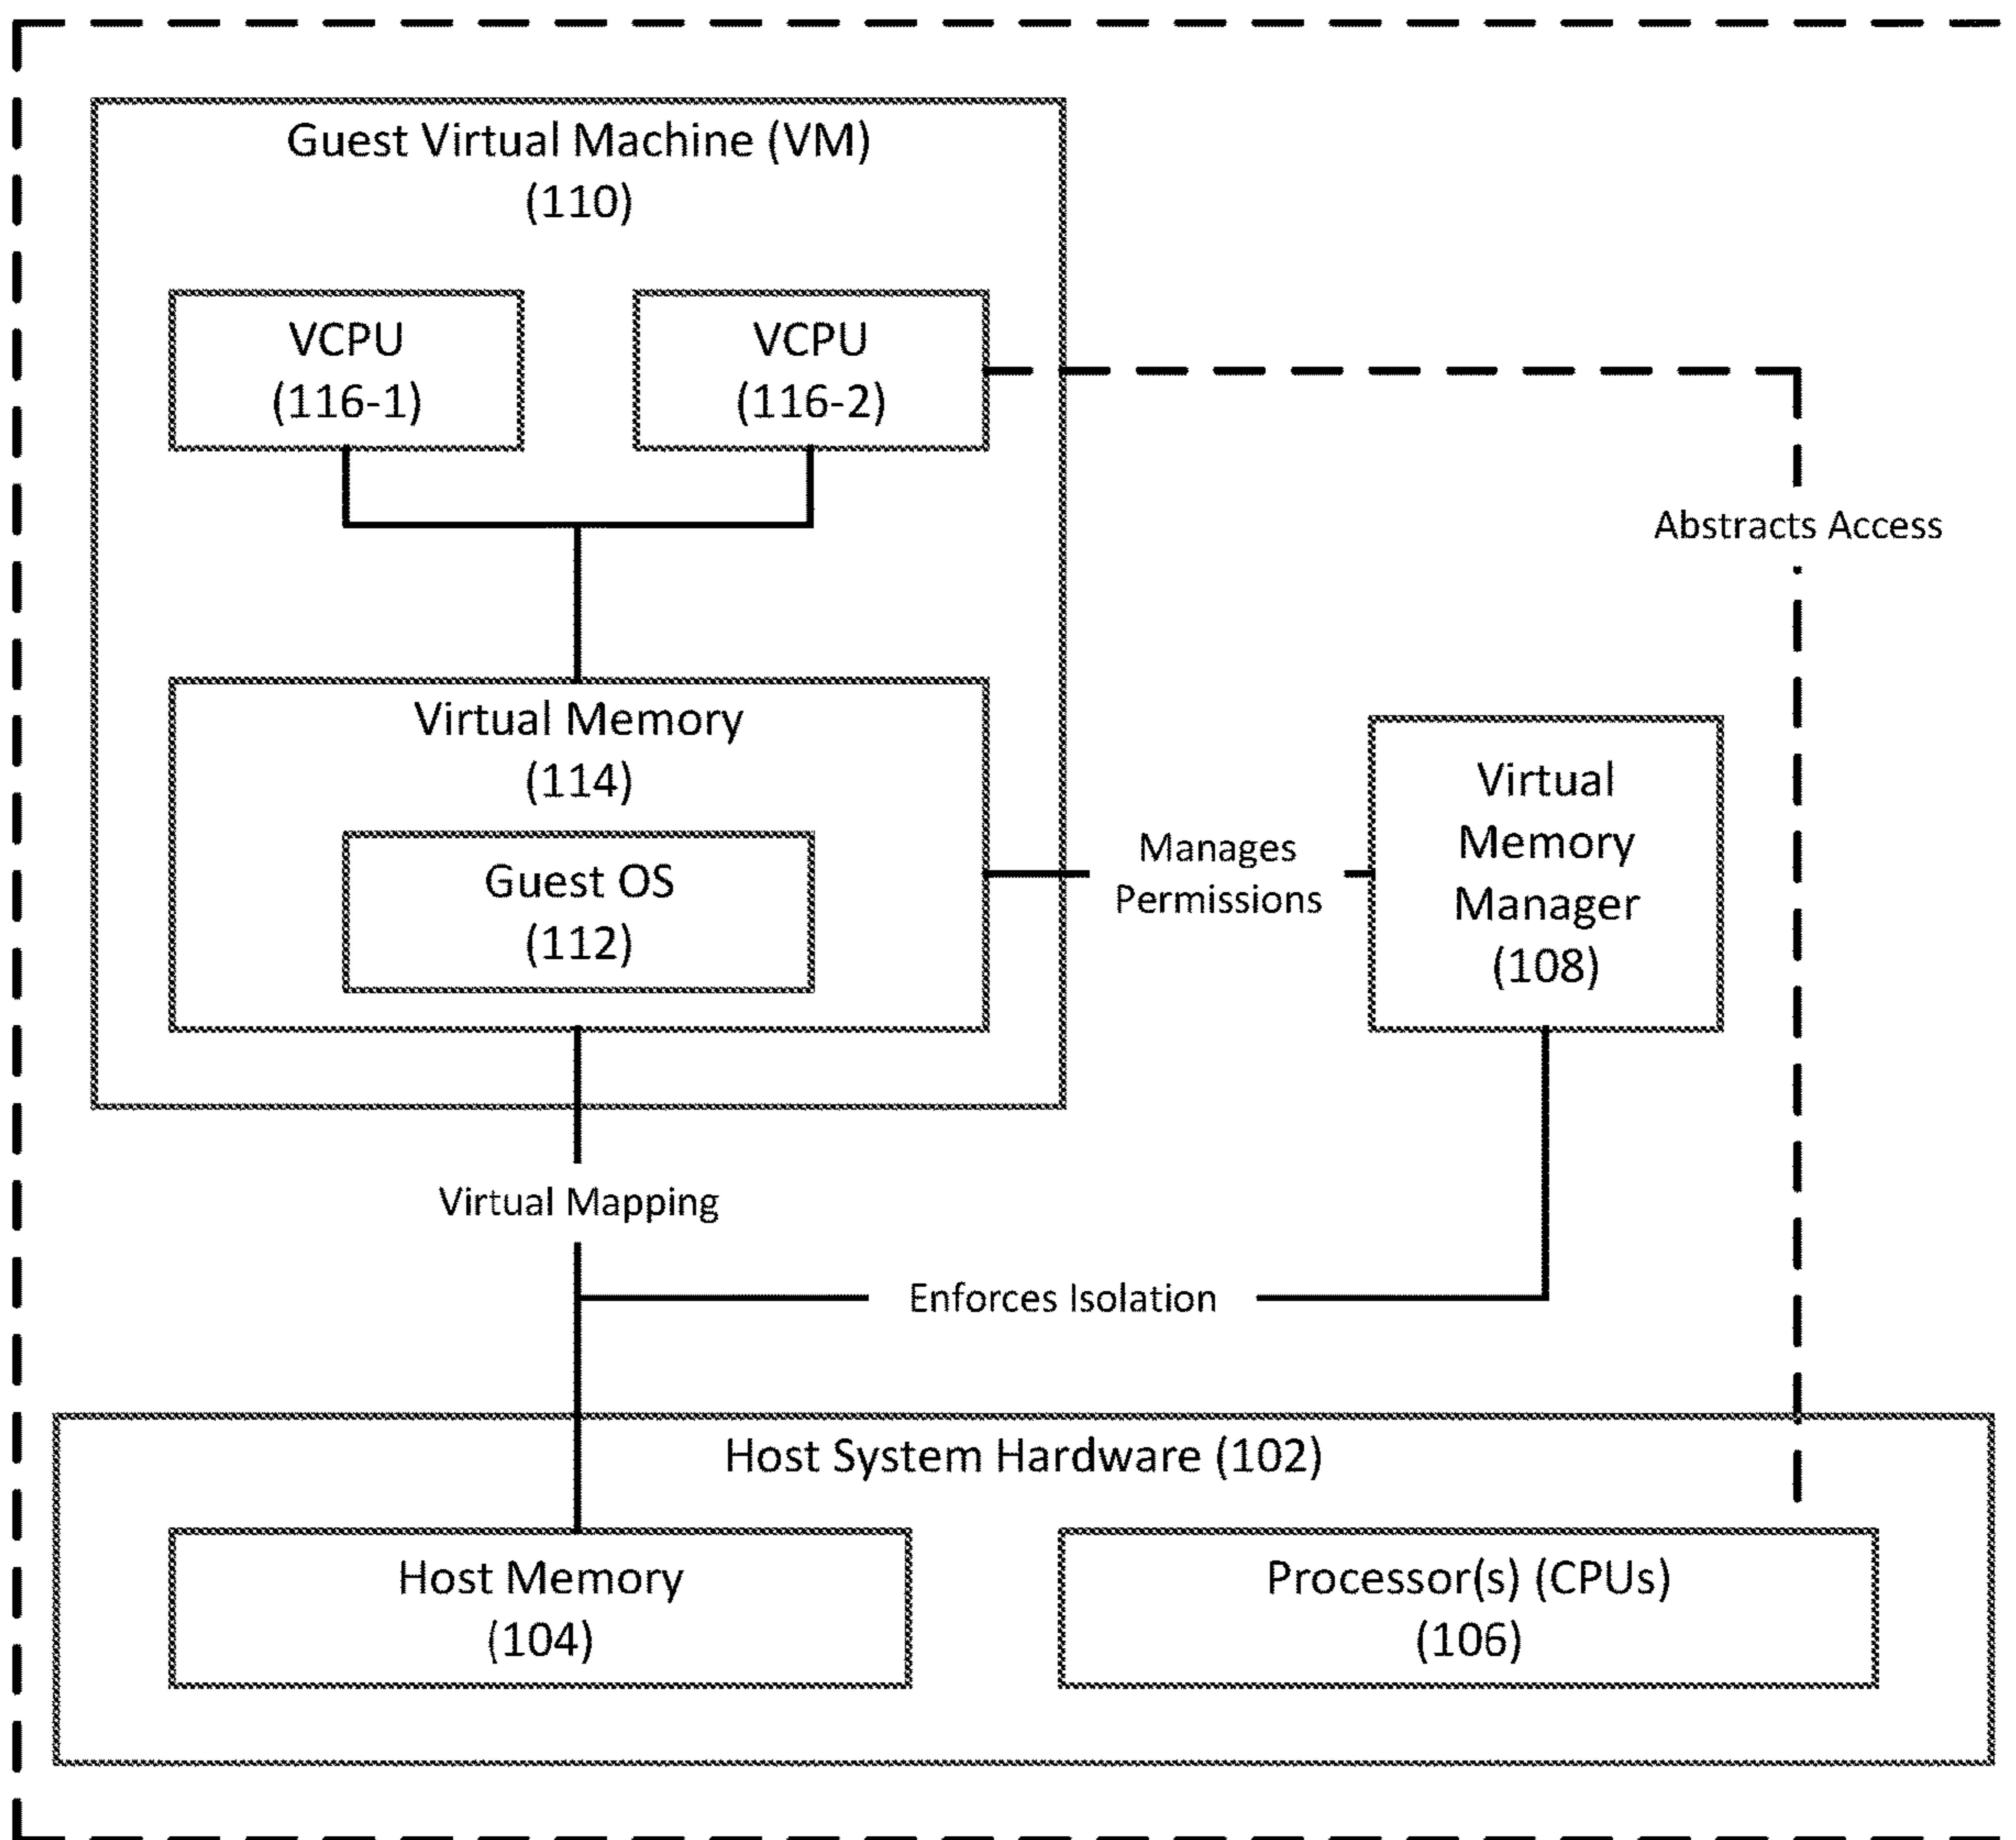 Guest Virtual Machine (VM)
(110)
VCPU
(116-1)
VCPU
(116-2)
Abstracts Access
Virtual Memory
(114)
Guest OS
(112)
Manages
Permissions
Virtual
Memory
Manager
(108)
Virtual Mapping
Enforces Isolation
Host System Hardware (102)
Host Memory
(104)
Processor(s) (CPUs)
(106)